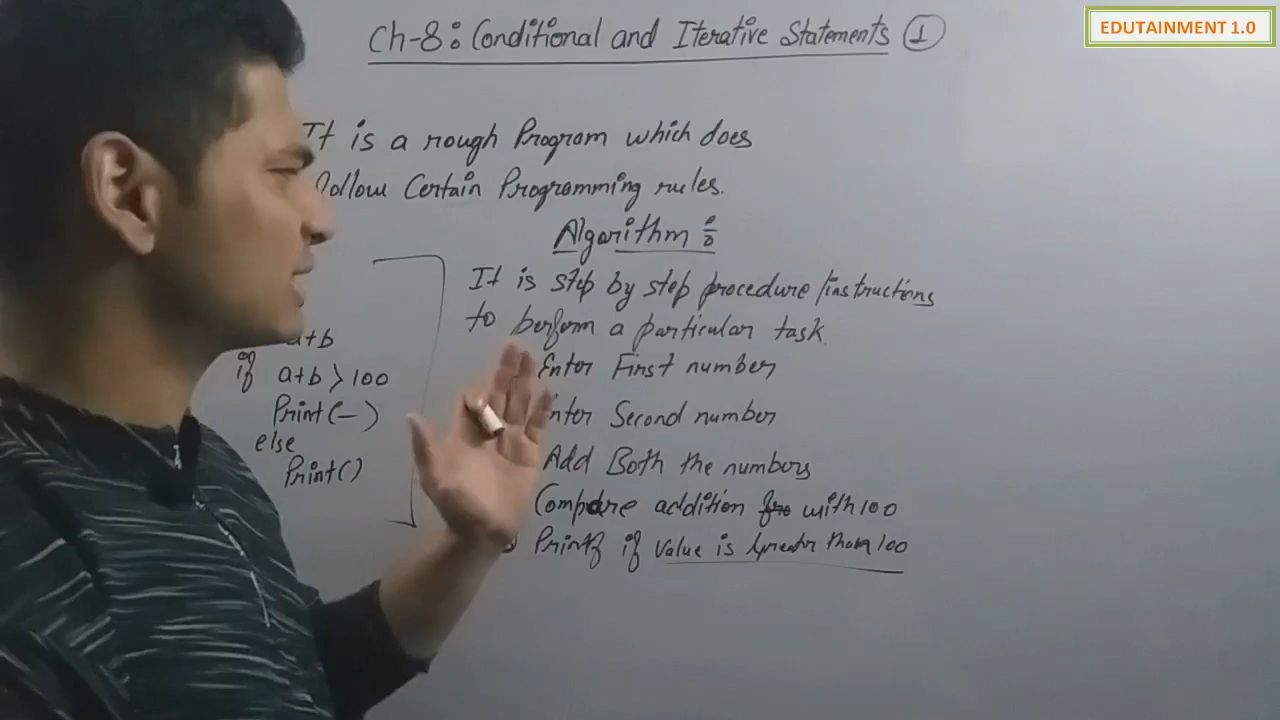 Ch-8: Conditional and Iterative Statements 1
EDUTAINMENT 1.0
It is a rough Program which does
follow Certain Programming rules.
Algorithm :
It is step by step procedure / instructions
to perform a particular task.
a+b
if a+b > 100
Print(-)
else
Print()
Enter First number
Enter Second number
Add Both the numbers
Compare addition with 100
if value is Greater than 100